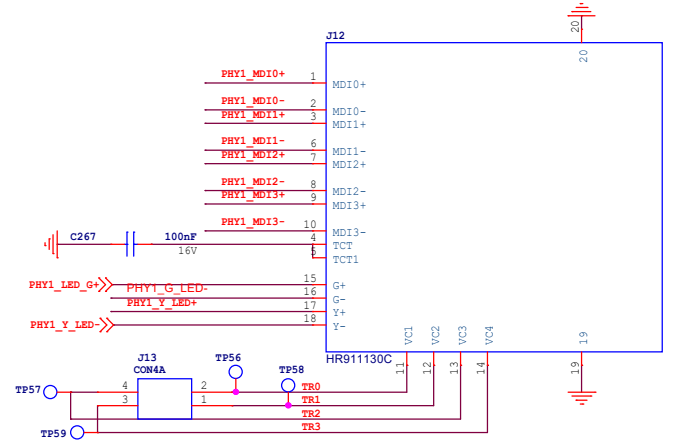 20
J12
20
PHY1_MDI0+ 1 MDI0+
PHY1_MDI0- 2 MDI0-
PHY1_MDI1+ 3 MDI1+
PHY1_MDI1- 6 MDI1-
PHY1_MDI2+ 7 MDI2+
PHY1_MDI2- 8 MDI2-
PHY1_MDI3+ 9 MDI3+
PHY1_MDI3- 10 MDI3-
C267 100nF 4 TCT
16V 5 TCT1
PHY1_LED_G+ 15 G+
PHY1_G_LED- 16 G-
PHY1_Y_LED+ 17 Y+
PHY1_Y_LED- 18 Y-
VC1 VC2 VC3 VC4 19
HR911130C
11 12 13 14 19
J13 TP56 TP58
CON4A
TP57 4 2 TR0
3 1 TR1
TR2
TP59 TR3